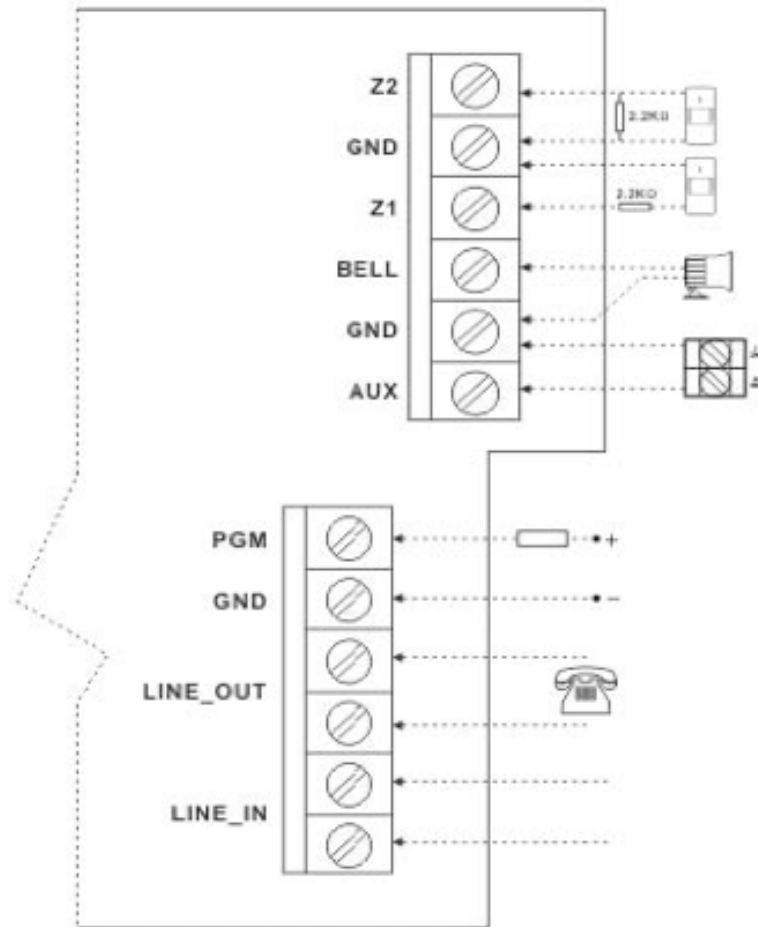 Z2
2.2KΩ
GND
Z1
2.2KΩ
BELL
GND
AUX
PGM
+
GND
−
LINE_OUT
LINE_IN